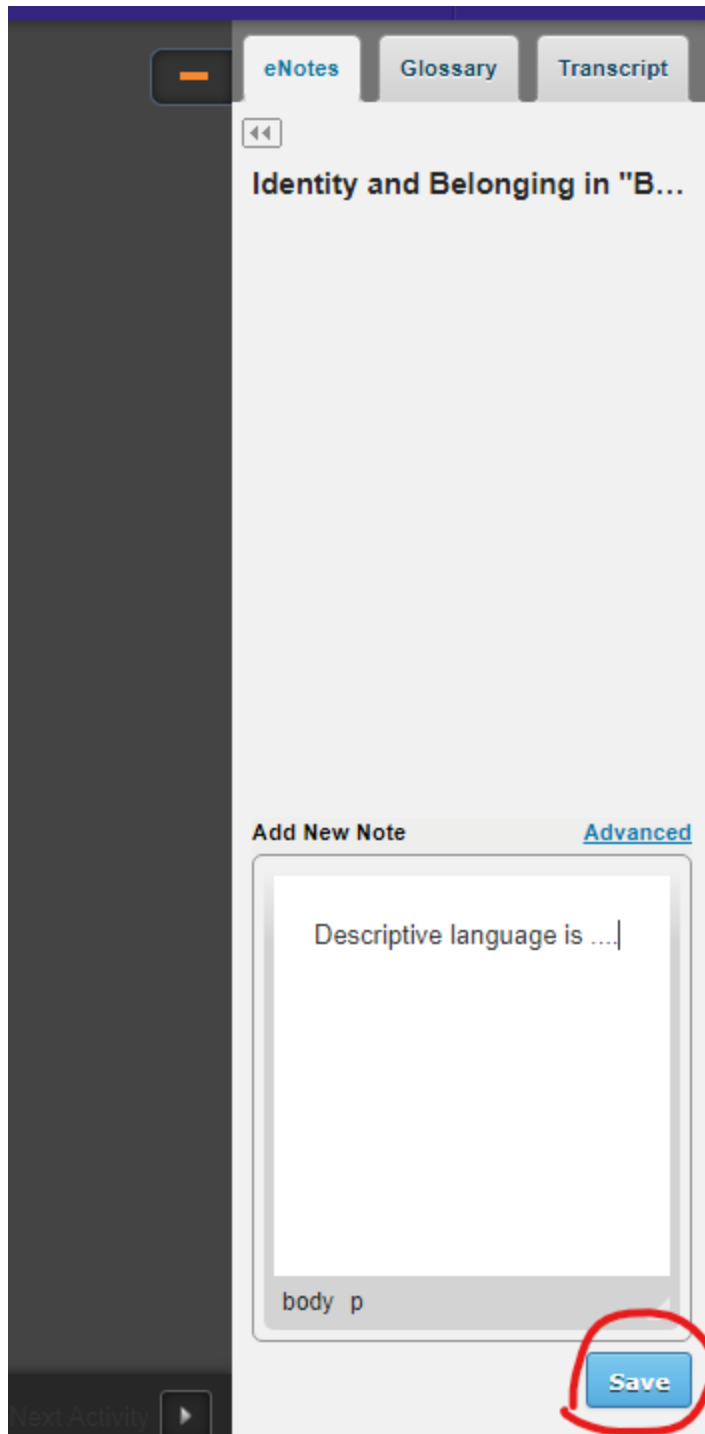 eNotes Glossary Transcript
Identity and Belonging in "B...
Add New Note Advanced
Descriptive language is ....
body p
Save
Next Activity